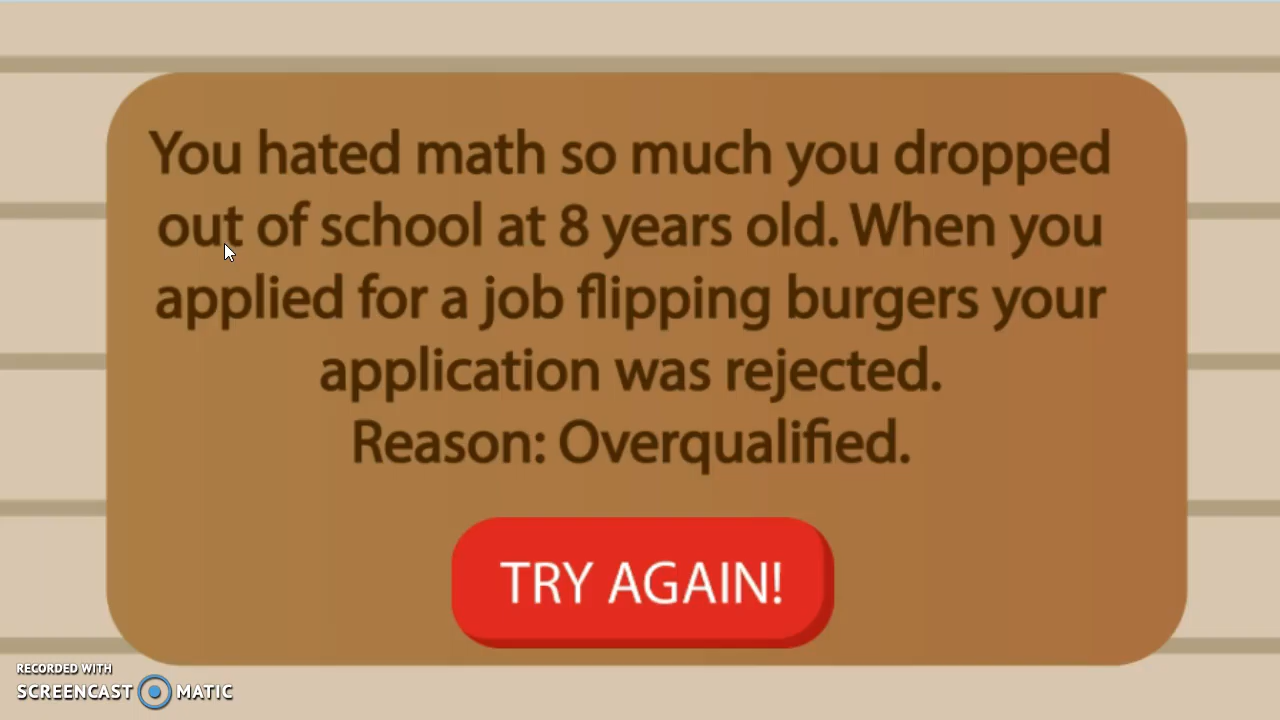 You hated math so much you dropped
out of school at 8 years old. When you
applied for a job flipping burgers your
application was rejected.
Reason: Overqualified.
TRY AGAIN!
RECORDED WITH
SCREENCAST MATIC